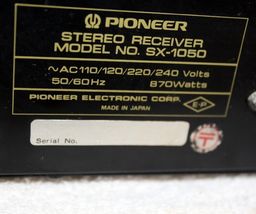 PIONEER
STEREO RECEIVER
MODEL NO. SX-1050
~AC110/120/220/240 Volts
50/60Hz 870Watts
PIONEER ELECTRONIC CORP.
MADE IN JAPAN
E-P
Serial No.